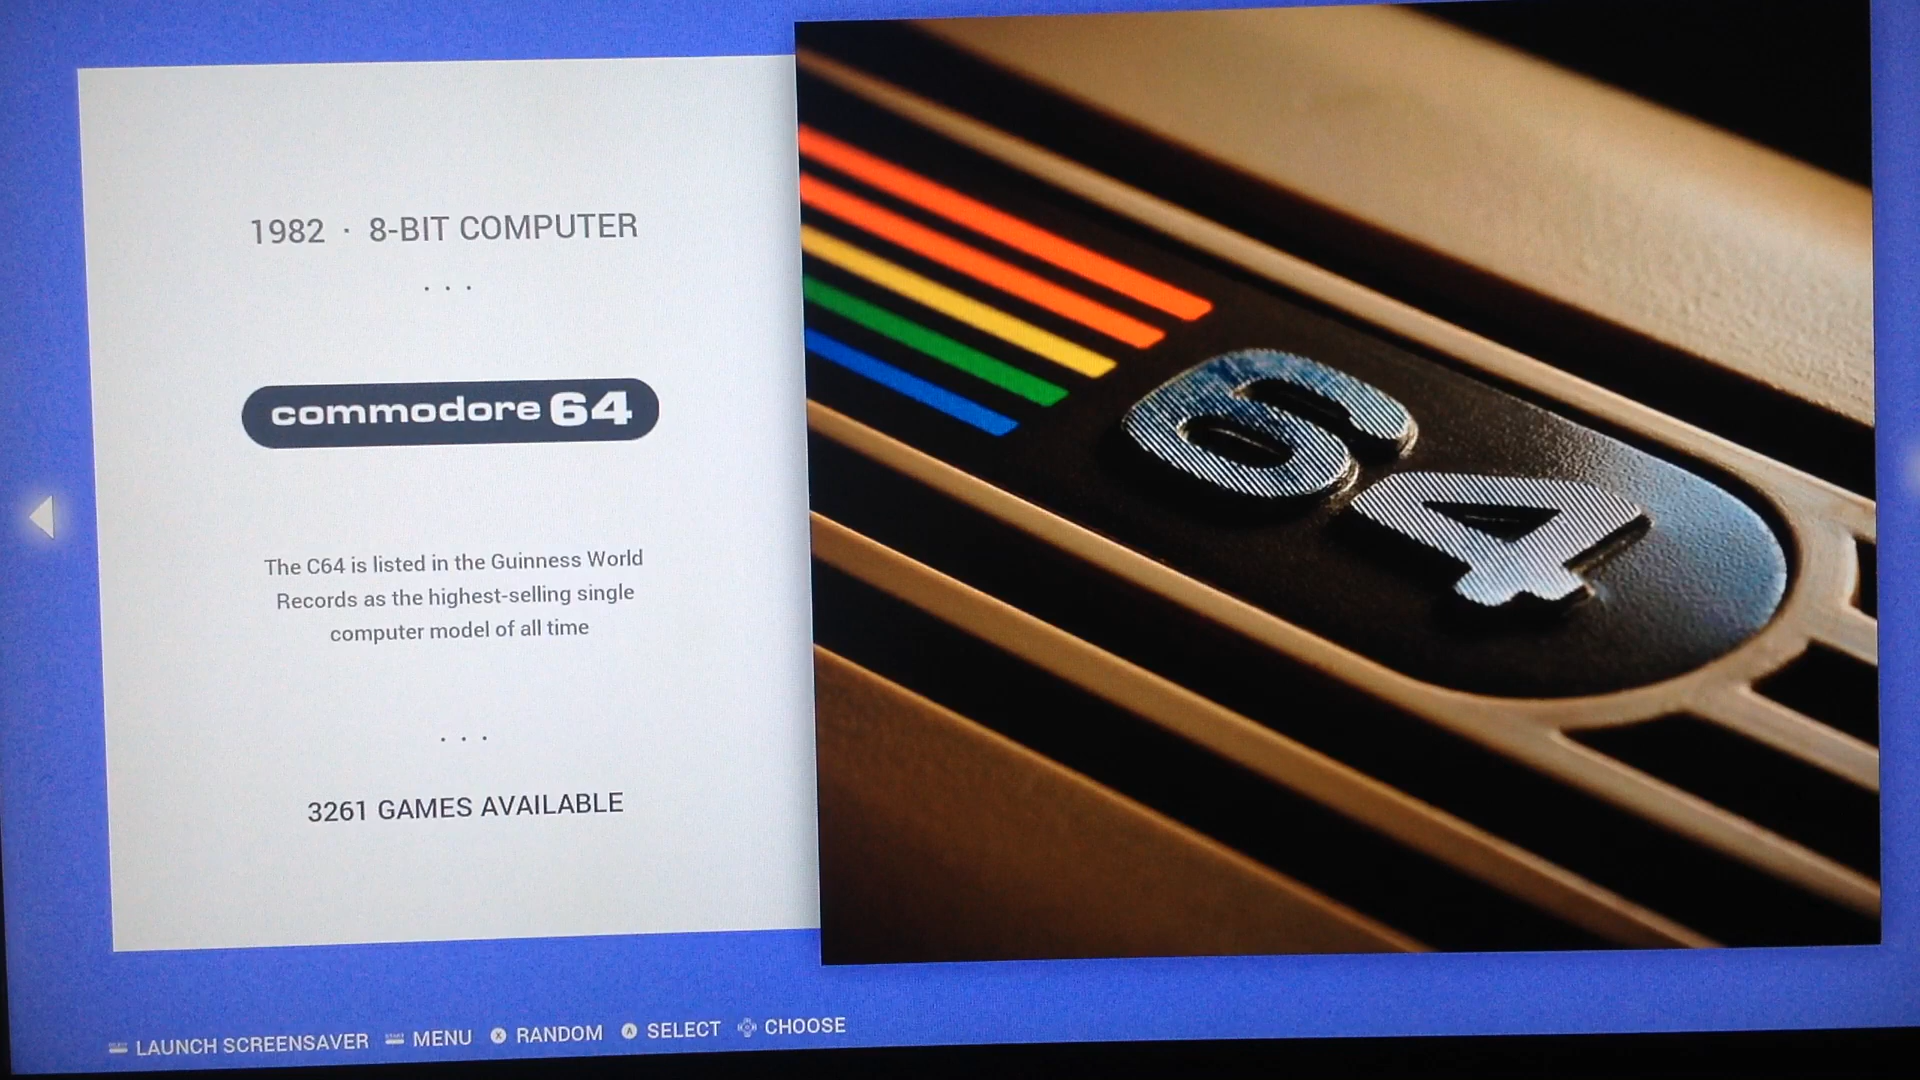 1982 · 8-BIT COMPUTER
. . .
commodore 64
The C64 is listed in the Guinness World
Records as the highest-selling single
computer model of all time
. . .
3261 GAMES AVAILABLE
64
LAUNCH SCREENSAVER MENU X RANDOM A SELECT CHOOSE